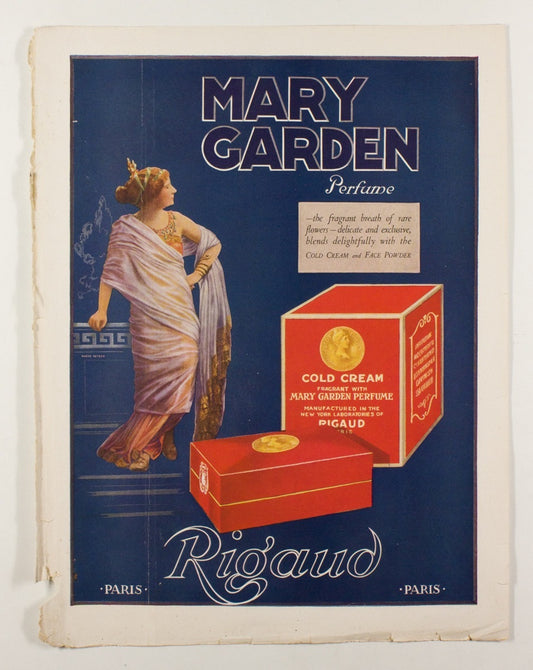 MARY
GARDEN
Perfume
—the fragrant breath of rare
flowers—delicate and exclusive,
blends delightfully with the
COLD CREAM and FACE POWDER
COLD CREAM
FRAGRANT WITH
MARY GARDEN PERFUME
MANUFACTURED IN THE
NEW YORK LABORATORIES OF
RIGAUD
Rigaud
· PARIS ·
· PARIS ·